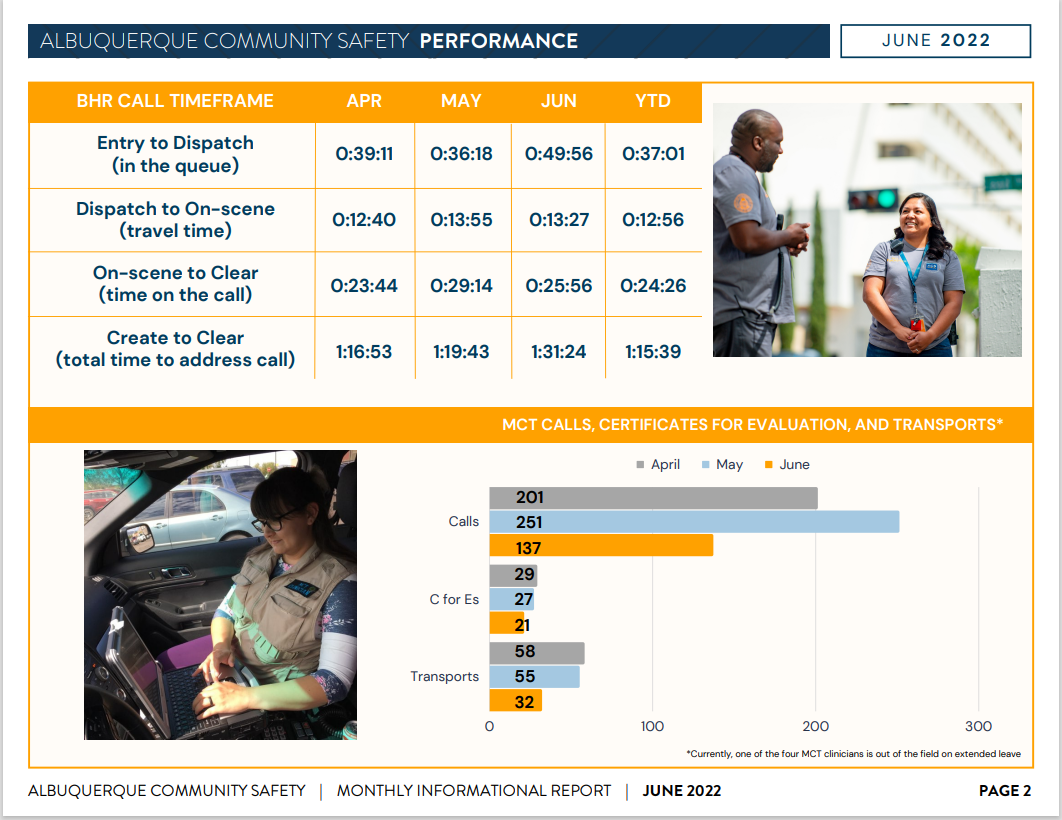 ALBUQUERQUE COMMUNITY SAFETY PERFORMANCE
JUNE 2022
BHR CALL TIMEFRAME APR MAY JUN YTD
Entry to Dispatch
(in the queue)
0:39:11 0:36:18 0:49:56 0:37:01
Dispatch to On-scene
(travel time)
0:12:40 0:13:55 0:13:27 0:12:56
On-scene to Clear
(time on the call)
0:23:44 0:29:14 0:25:56 0:24:26
Create to Clear
(total time to address call)
1:16:53 1:19:43 1:31:24 1:15:39
MCT CALLS, CERTIFICATES FOR EVALUATION, AND TRANSPORTS*
April May June
Calls
201
251
137
C for Es
29
27
21
Transports
58
55
32
0 100 200 300
*Currently, one of the four MCT clinicians is out of the field on extended leave
ALBUQUERQUE COMMUNITY SAFETY | MONTHLY INFORMATIONAL REPORT | JUNE 2022
PAGE 2